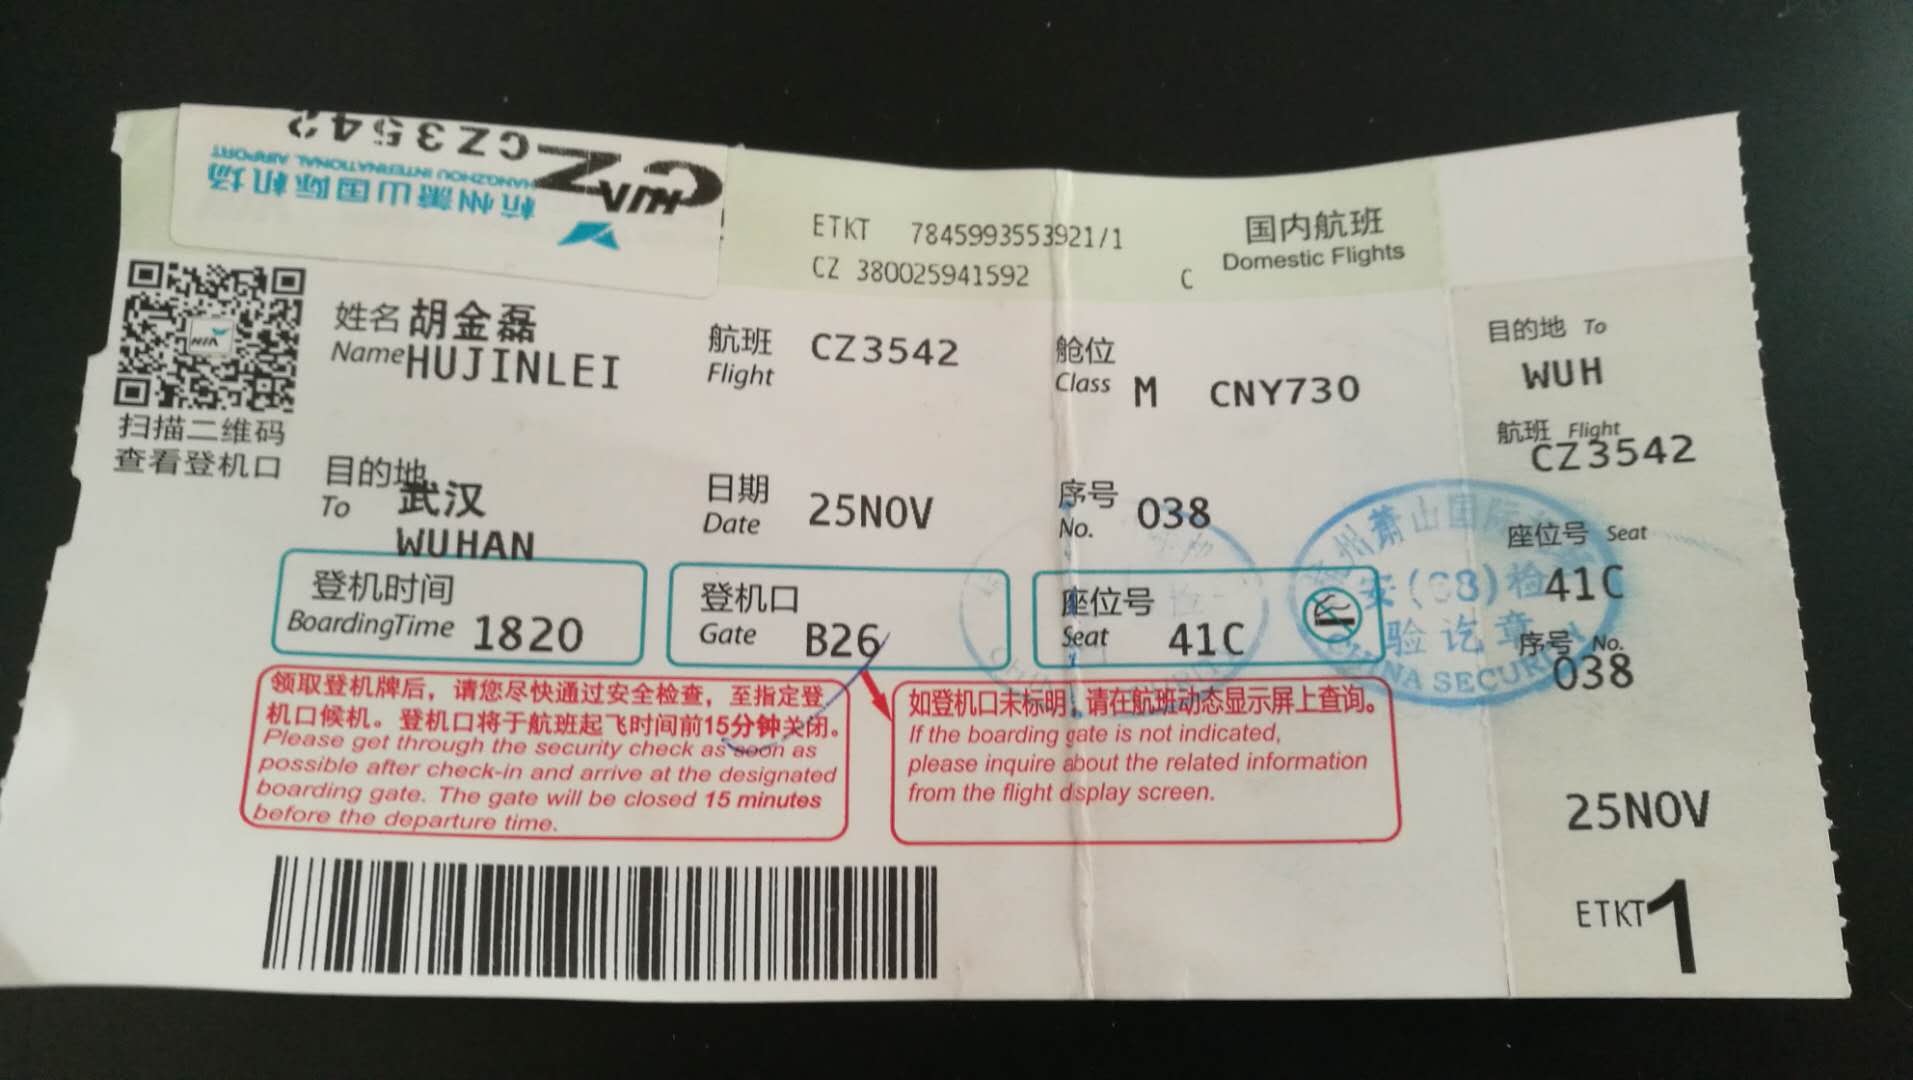 CZ3542
杭州萧山国际机场
HANGZHOU INTERNATIONAL AIRPORT
ETKT 7845993553921/1
CZ 380025941592 C
国内航班
Domestic Flights
扫描二维码
查看登机口
姓名 胡金磊
Name HUJINLEI
航班 CZ3542
Flight
舱位
Class M CNY730
目的地 武汉
To WUHAN
日期
Date 25NOV
序号
No. 038
登机时间
BoardingTime 1820
登机口
Gate B26
座位号
Seat 41C
领取登机牌后，请您尽快通过安全检查，至指定登
机口候机。登机口将于航班起飞时间前15分钟关闭。
Please get through the security check as soon as
possible after check-in and arrive at the designated
boarding gate. The gate will be closed 15 minutes
before the departure time.
如登机口未标明，请在航班动态显示屏上查询。
If the boarding gate is not indicated,
please inquire about the related information
from the flight display screen.
目的地 To
WUH
航班 Flight
CZ3542
座位号 Seat
41C
序号 No.
038
25NOV
ETKT 1
州萧山国际
安(08)检
验讫章
CHINA SECURITY